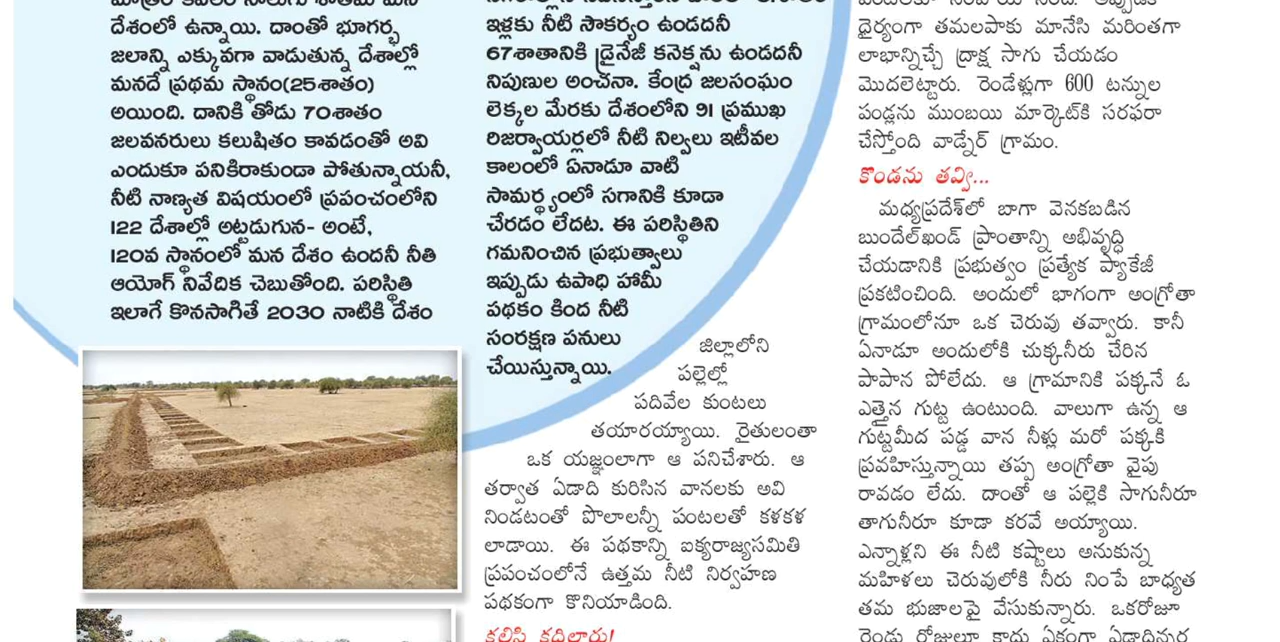 దేశంలో ఉన్నాయి. దాంతో భూగర్భ
జలాన్ని ఎక్కువగా వాడుతున్న దేశాల్లో
మనదే ప్రథమ స్థానం(25శాతం)
అయింది. దానికి తోడు 70శాతం
జలవనరులు కలుషితం కావడంతో అవి
ఎందుకూ పనికిరాకుండా పోతున్నాయనీ,
నీటి నాణ్యత విషయంలో ప్రపంచంలోని
122 దేశాల్లో అట్టడుగున- అంటే,
120వ స్థానంలో మన దేశం ఉందనీ నీతి
ఆయోగ్ నివేదిక చెబుతోంది. పరిస్థితి
ఇలాగే కొనసాగితే 2030 నాటికి దేశం
ఇళ్లకు నీటి సౌకర్యం ఉండదనీ
67శాతానికి డ్రైనేజీ కనెక్షను ఉండదనీ
నిపుణుల అంచనా. కేంద్ర జలసంఘం
లెక్కల మేరకు దేశంలోని 91 ప్రముఖ
రిజర్వాయర్లలో నీటి నిల్వలు ఇటీవల
కాలంలో ఏనాడూ వాటి
సామర్థ్యంలో సగానికి కూడా
చేరడం లేదట. ఈ పరిస్థితిని
గమనించిన ప్రభుత్వాలు
ఇప్పుడు ఉపాధి హామీ
పథకం కింద నీటి
సంరక్షణ పనులు
చేయిస్తున్నాయి.
జిల్లాలోని
పల్లెల్లో
పదివేల కుంటలు
తయారయ్యాయి. రైతులంతా
ఒక యజ్ఞంలాగా ఆ పనిచేశారు. ఆ
తర్వాత ఏడాది కురిసిన వానలకు అవి
నిండటంతో పొలాలన్నీ పంటలతో కళకళ
లాడాయి. ఈ పథకాన్ని ఐక్యరాజ్యసమితి
ప్రపంచంలోనే ఉత్తమ నీటి నిర్వహణ
పథకంగా కొనియాడింది.
కలిసి కదిలారు!
ధైర్యంగా తమలపాకు మానేసి మరింతగా
లాభాన్నిచ్చే ద్రాక్ష సాగు చేయడం
మొదలెట్టారు. రెండేళ్లుగా 600 టన్నుల
పండ్లను ముంబయి మార్కెట్‌కి సరఫరా
చేస్తోంది వాడ్నేర్ గ్రామం.
కొండను తవ్వి...
మధ్యప్రదేశ్‌లో బాగా వెనకబడిన
బుందేల్‌ఖండ్ ప్రాంతాన్ని అభివృద్ధి
చేయడానికి ప్రభుత్వం ప్రత్యేక ప్యాకేజీ
ప్రకటించింది. అందులో భాగంగా అంగ్రోతా
గ్రామంలోనూ ఒక చెరువు తవ్వారు. కానీ
ఏనాడూ అందులోకి చుక్కనీరు చేరిన
పాపాన పోలేదు. ఆ గ్రామానికి పక్కనే ఓ
ఎత్తైన గుట్ట ఉంటుంది. వాలుగా ఉన్న ఆ
గుట్టమీద పడ్డ వాన నీళ్లు మరో పక్కకి
ప్రవహిస్తున్నాయి తప్ప అంగ్రోతా వైపు
రావడం లేదు. దాంతో ఆ పల్లెకి సాగునీరూ
తాగునీరూ కూడా కరవే అయ్యాయి.
ఎన్నాళ్లని ఈ నీటి కష్టాలు అనుకున్న
మహిళలు చెరువులోకి నీరు నింపే బాధ్యత
తమ భుజాలపై వేసుకున్నారు. ఒకరోజూ
రెండు రోజులూ కాదు ఏకంగా ఏడాదిన్నర